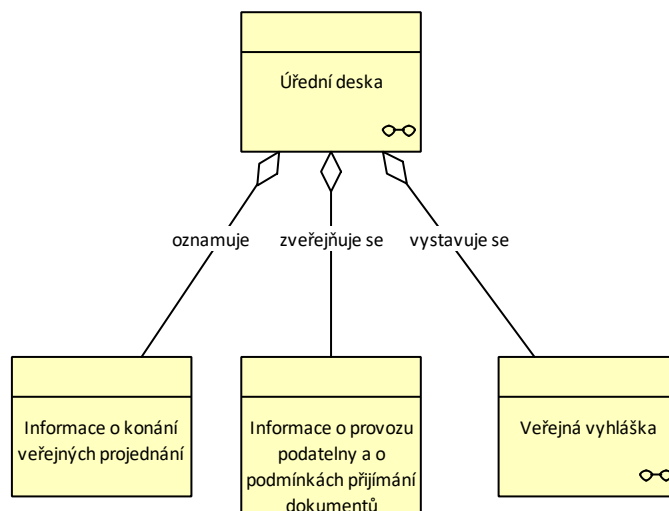 Úřední deska
oznamuje
zveřejňuje se
vystavuje se
Informace o konání
veřejných projednání
Informace o provozu
podatelny a o
podmínkách přijímání
dokumentů
Veřejná vyhláška